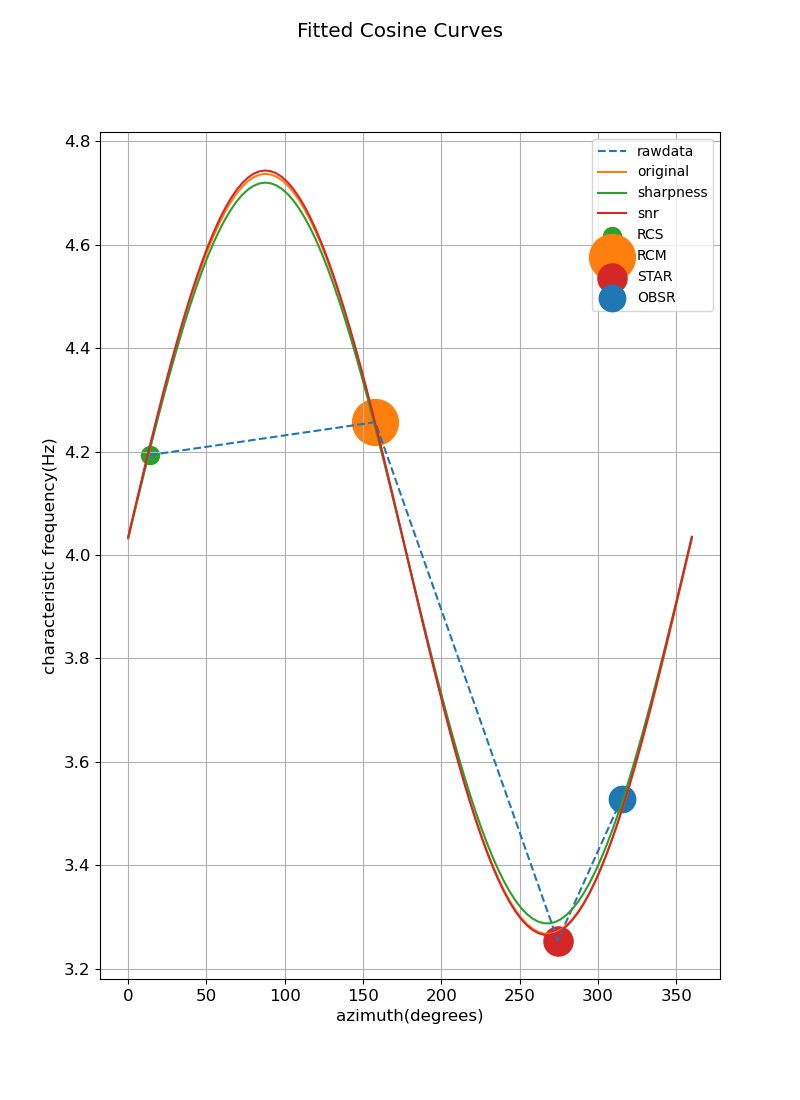 Fitted Cosine Curves
4.8
4.6
4.4
4.2
4.0
3.8
3.6
3.4
3.2
characteristic frequency(Hz)
rawdata
original
sharpness
snr
RCS
RCM
STAR
OBSR
0 50 100 150 200 250 300 350
azimuth(degrees)